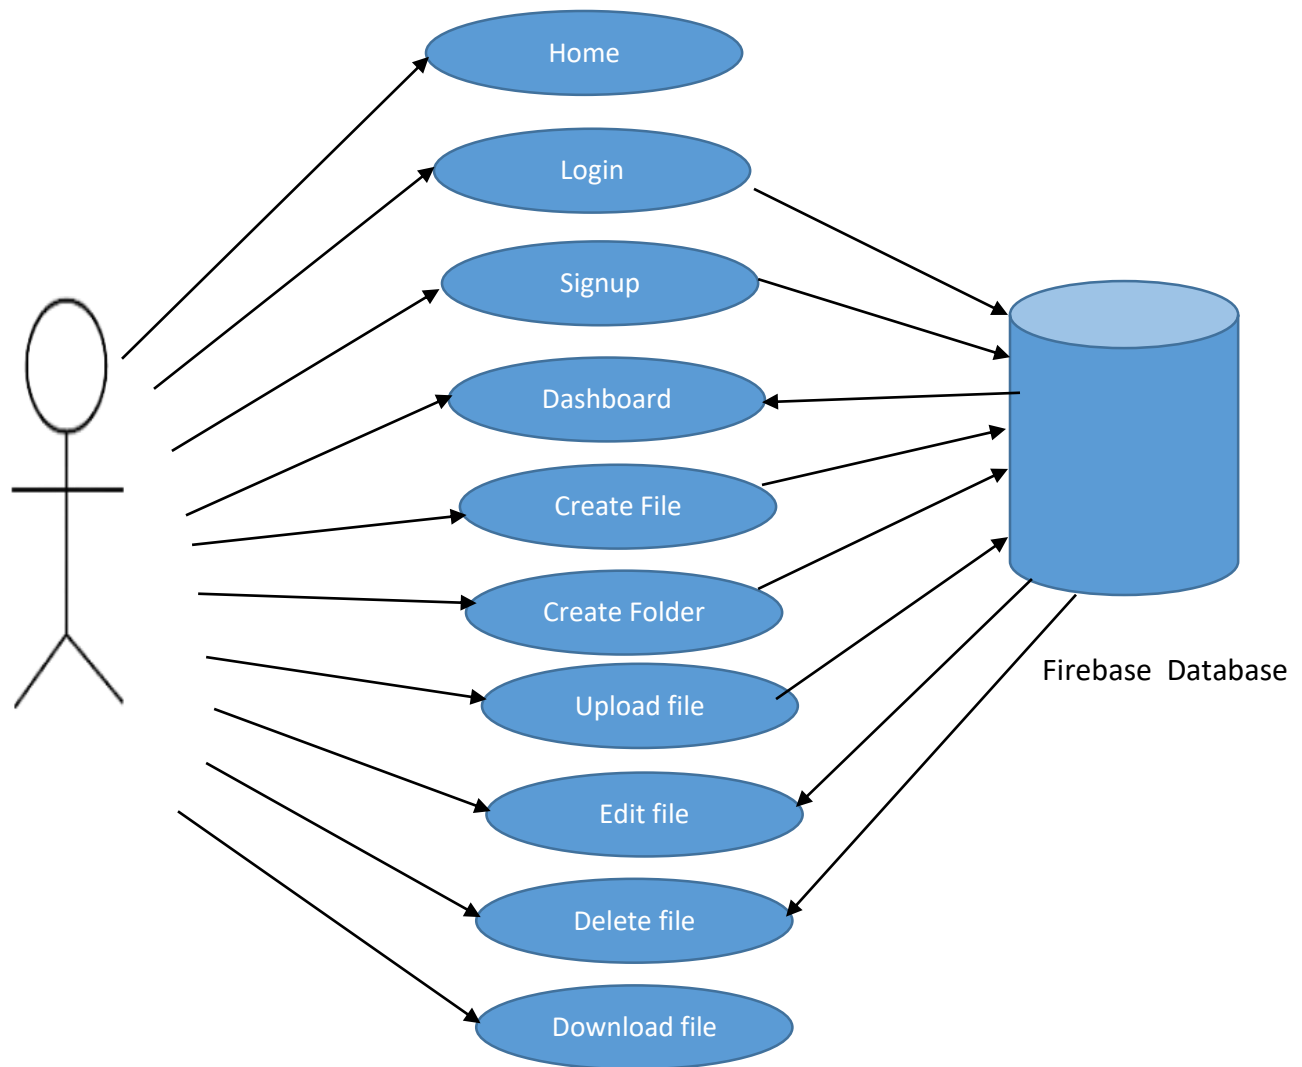 Home
Login
Signup
Dashboard
Create File
Create Folder
Upload file
Edit file
Delete file
Download file
Firebase  Database